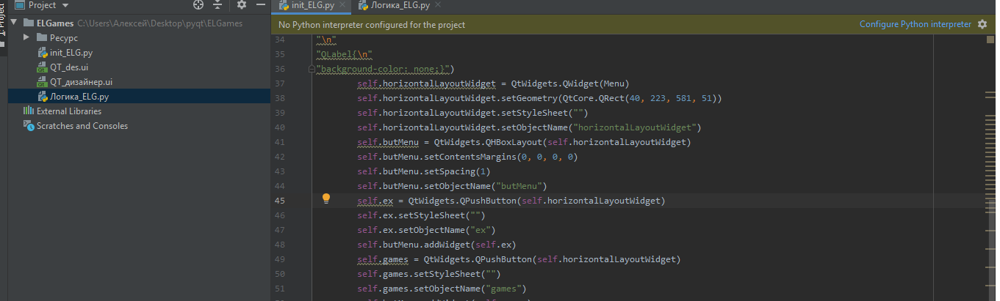 Project
init_ELG.py
Логика_ELG.py
1: Project
ELGames C:\Users\Алексей\Desktop\pyqt\ELGames
Ресурс
init_ELG.py
QT_des.ui
QT_дизайнер.ui
Логика_ELG.py
External Libraries
Scratches and Consoles
No Python interpreter configured for the project
Configure Python interpreter
34 "\n"
35 "QLabel{\n"
36 "background-color: none;}")
37 self.horizontalLayoutWidget = QtWidgets.QWidget(Menu)
38 self.horizontalLayoutWidget.setGeometry(QtCore.QRect(40, 223, 581, 51))
39 self.horizontalLayoutWidget.setStyleSheet("")
40 self.horizontalLayoutWidget.setObjectName("horizontalLayoutWidget")
41 self.butMenu = QtWidgets.QHBoxLayout(self.horizontalLayoutWidget)
42 self.butMenu.setContentsMargins(0, 0, 0, 0)
43 self.butMenu.setSpacing(1)
44 self.butMenu.setObjectName("butMenu")
45 self.ex = QtWidgets.QPushButton(self.horizontalLayoutWidget)
46 self.ex.setStyleSheet("")
47 self.ex.setObjectName("ex")
48 self.butMenu.addWidget(self.ex)
49 self.games = QtWidgets.QPushButton(self.horizontalLayoutWidget)
50 self.games.setStyleSheet("")
51 self.games.setObjectName("games")